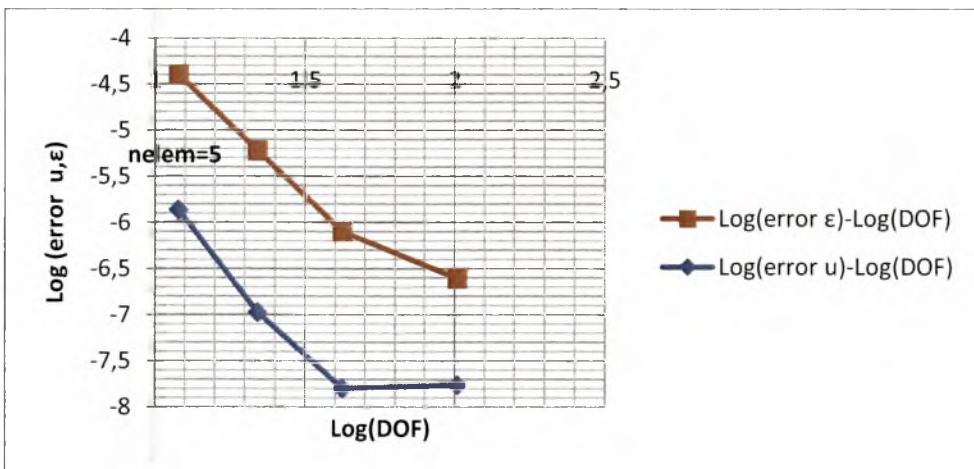 -4
-4,5
-5
-5,5
-6
-6,5
-7
-7,5
-8
1
1,5
2
2,5
nelem=5
Log (error u,ε)
Log(DOF)
Log(error ε)-Log(DOF)
Log(error u)-Log(DOF)